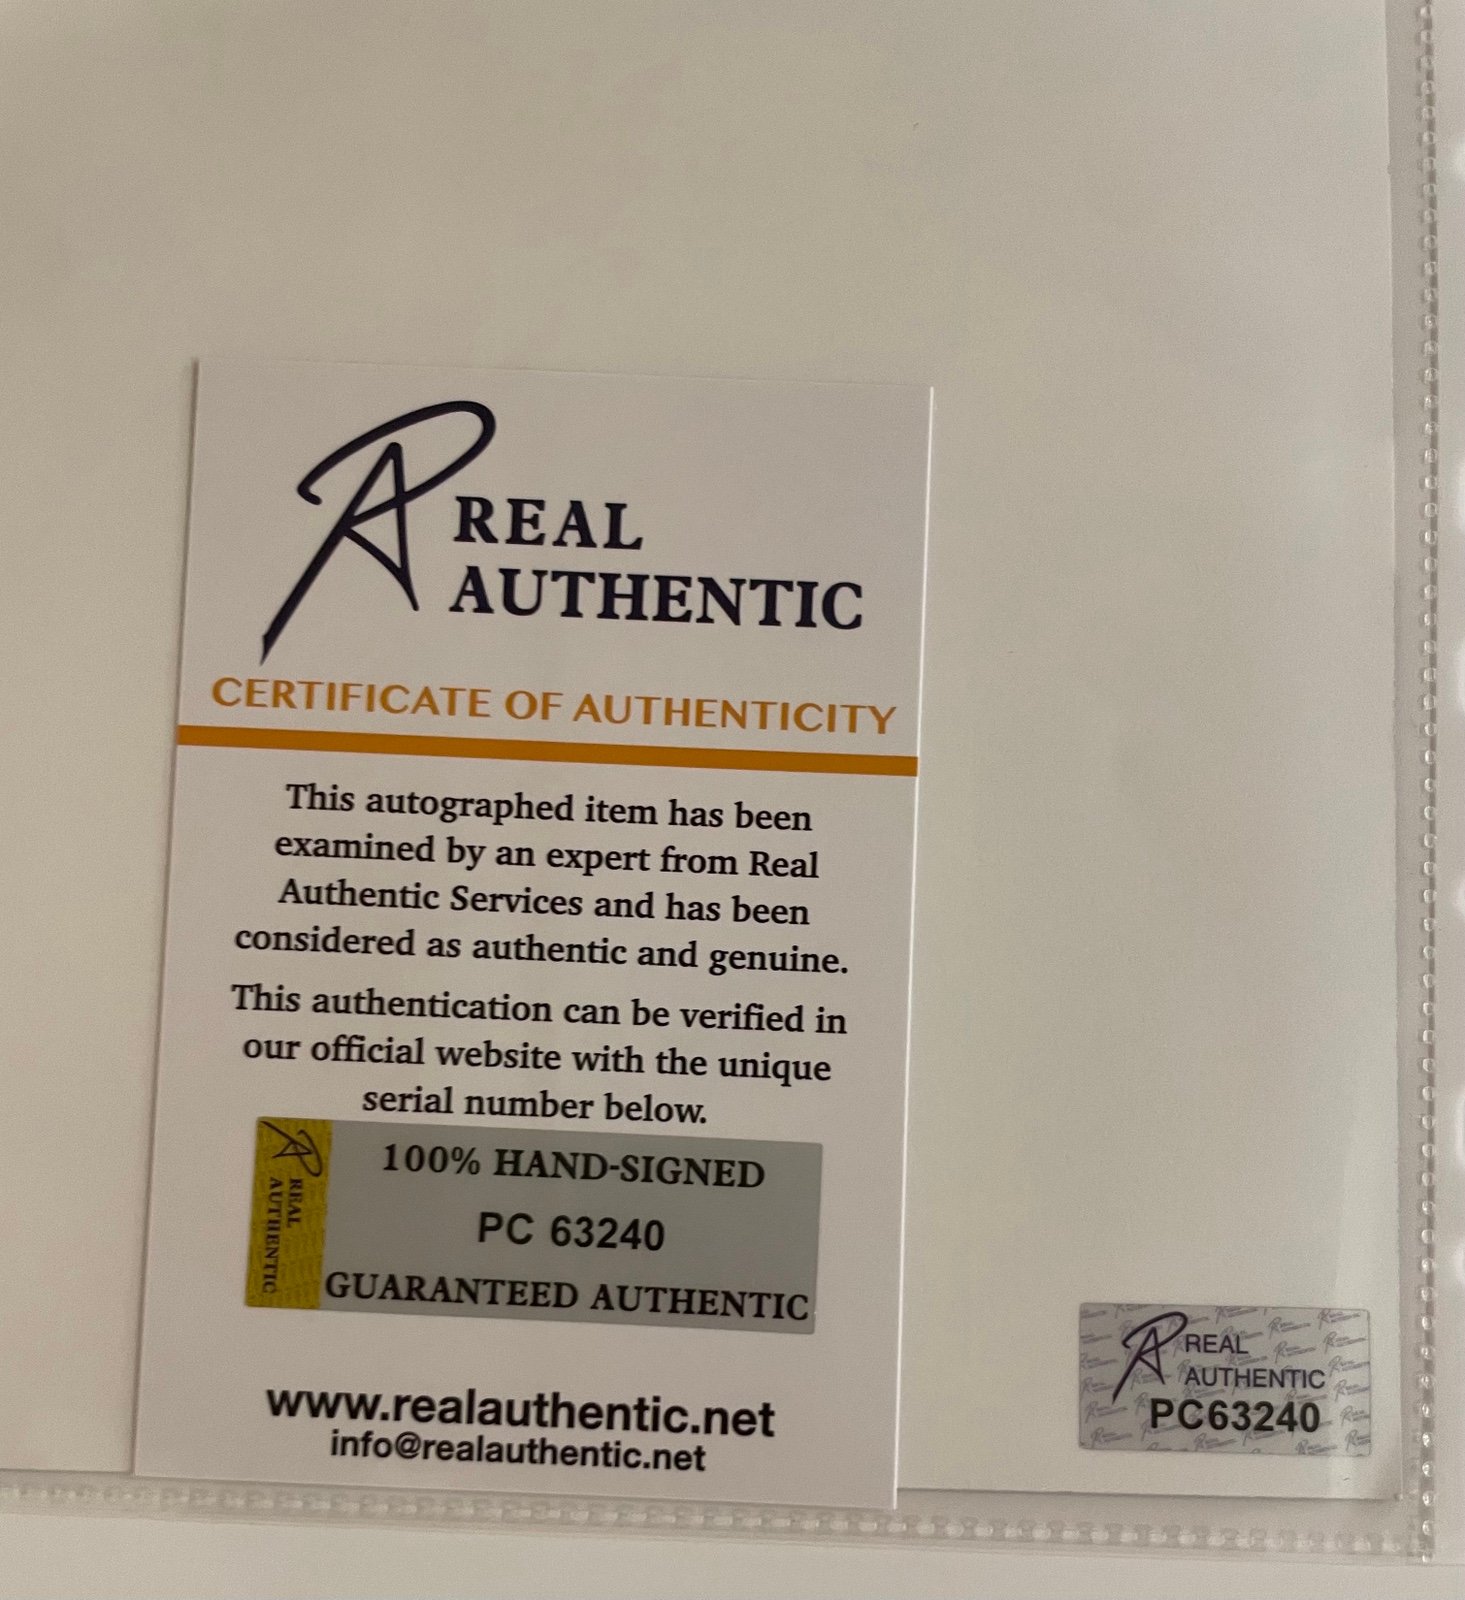 REAL
AUTHENTIC
CERTIFICATE OF AUTHENTICITY
This autographed item has been
examined by an expert from Real
Authentic Services and has been
considered as authentic and genuine.
This authentication can be verified in
our official website with the unique
serial number below.
REAL
AUTHENTIC
100% HAND-SIGNED
PC 63240
GUARANTEED AUTHENTIC
www.realauthentic.net
info@realauthentic.net
REAL
AUTHENTIC
PC63240